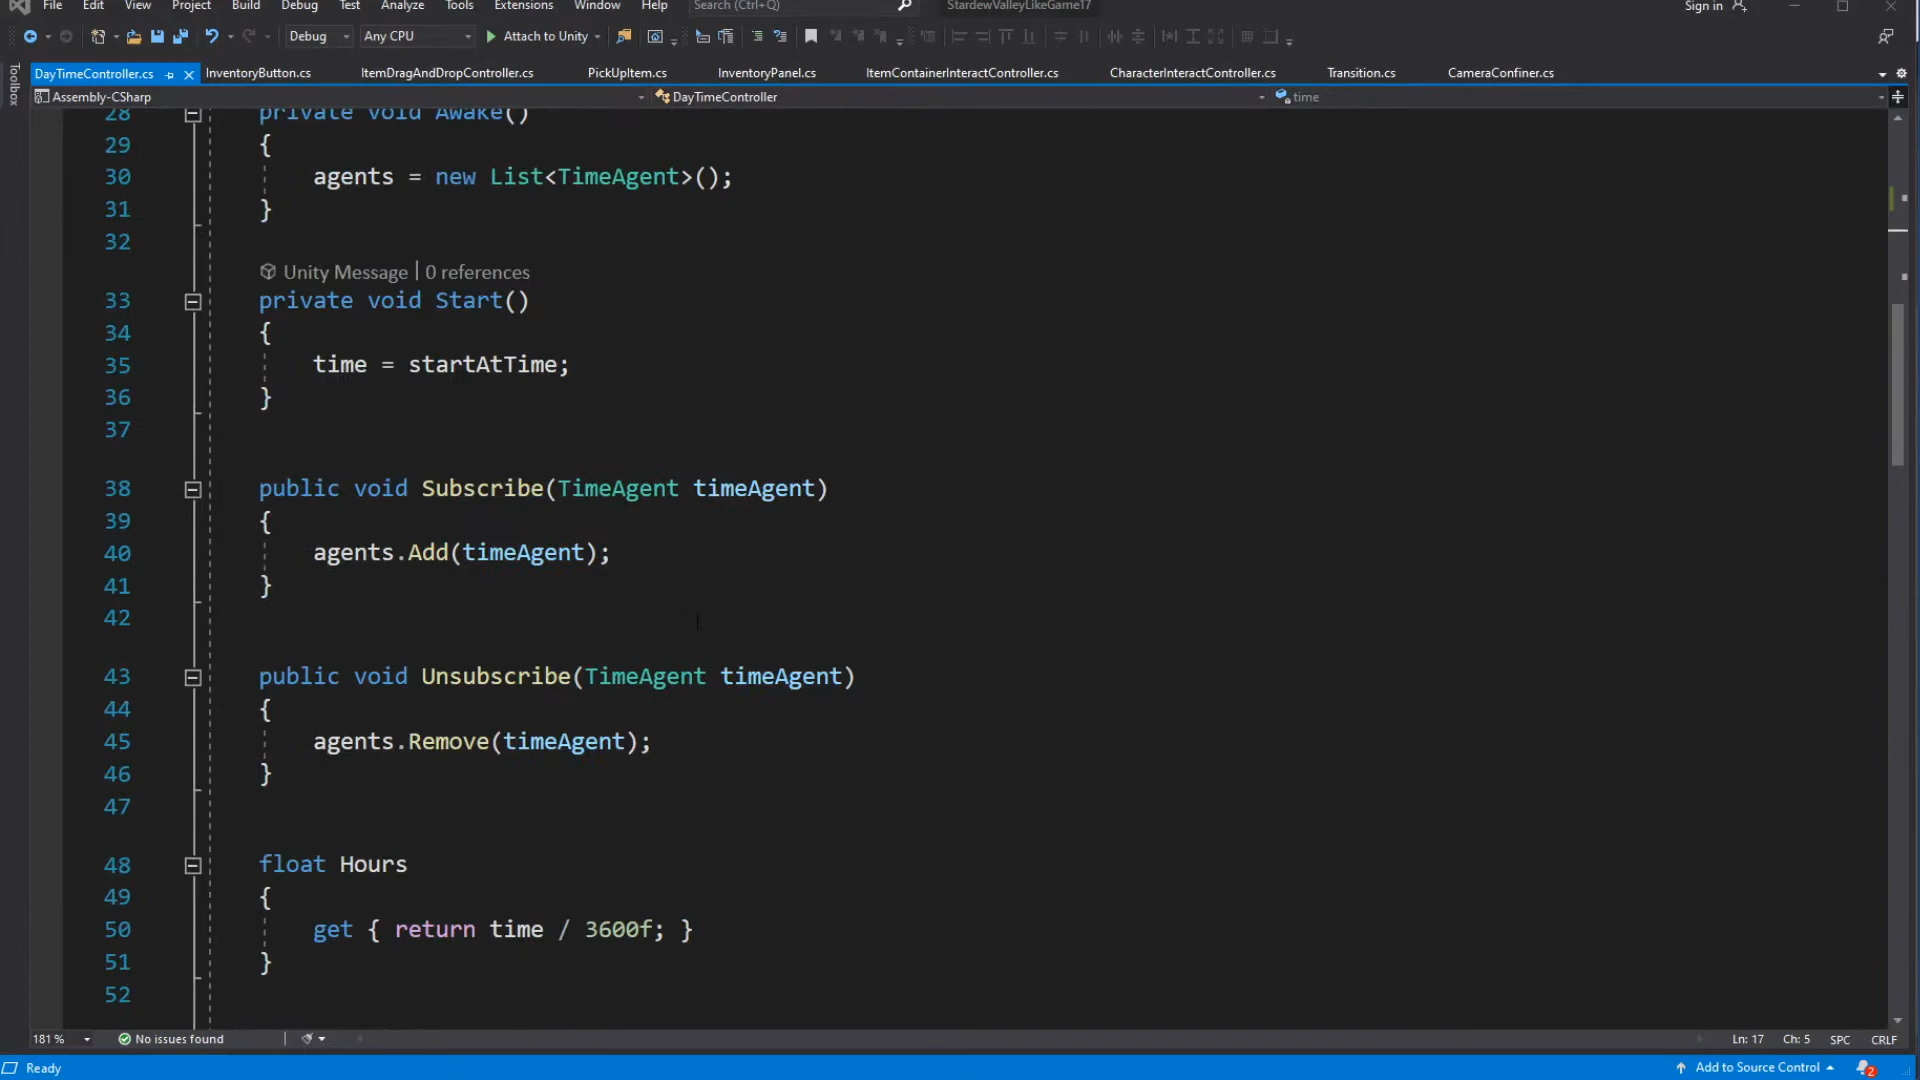 File Edit View Project Build Debug Test Analyze Tools Extensions Window Help Search (Ctrl+Q) StardewValleyLikeGame17 Sign in
Debug Any CPU Attach to Unity
Toolbox
DayTimeController.cs InventoryButton.cs ItemDragAndDropController.cs PickUpItem.cs InventoryPanel.cs ItemContainerInteractController.cs CharacterInteractController.cs Transition.cs CameraConfiner.cs
Assembly-CSharp DayTimeController time
28 private void Awake()
29 {
30 agents = new List<TimeAgent>();
31 }
32
Unity Message | 0 references
33 private void Start()
34 {
35 time = startAtTime;
36 }
37
38 public void Subscribe(TimeAgent timeAgent)
39 {
40 agents.Add(timeAgent);
41 }
42
43 public void Unsubscribe(TimeAgent timeAgent)
44 {
45 agents.Remove(timeAgent);
46 }
47
48 float Hours
49 {
50 get { return time / 3600f; }
51 }
52
181 % No issues found Ln: 17 Ch: 5 SPC CRLF
Ready Add to Source Control 2